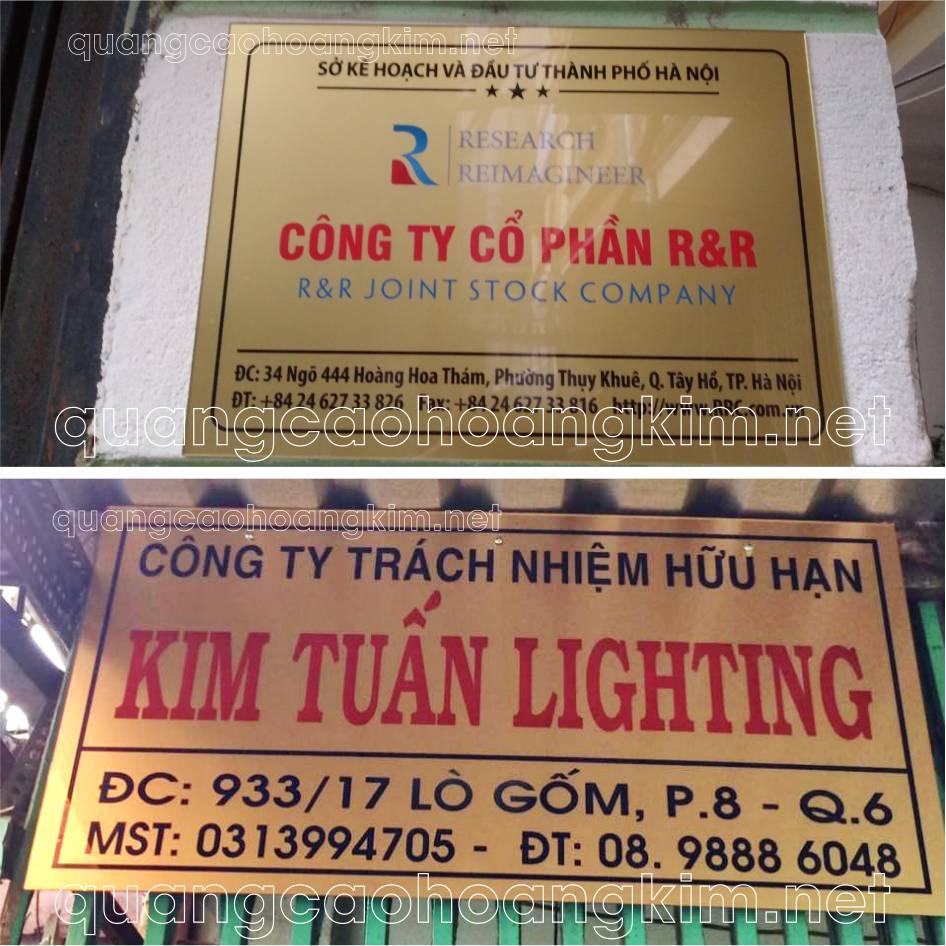 quangcaohoangkim.net
SỞ KẾ HOẠCH VÀ ĐẦU TƯ THÀNH PHỐ HÀ NỘI
RESEARCH
REIMAGINEER
CÔNG TY CỔ PHẦN R&R
R&R JOINT STOCK COMPANY
ĐC: 34 Ngõ 444 Hoàng Hoa Thám, Phường Thụy Khuê, Q. Tây Hồ, TP. Hà Nội
ĐT: +84 24 627 33 826 Fax: +84 24 627 33 816 http://www.RRC.com.vn
quangcaohoangkim.net
quangcaohoangkim.net
CÔNG TY TRÁCH NHIỆM HỮU HẠN
KIM TUẤN LIGHTING
ĐC: 933/17 LÒ GỐM, P.8 - Q.6
MST: 0313994705 - ĐT: 08. 9888 6048
quangcaohoangkim.net